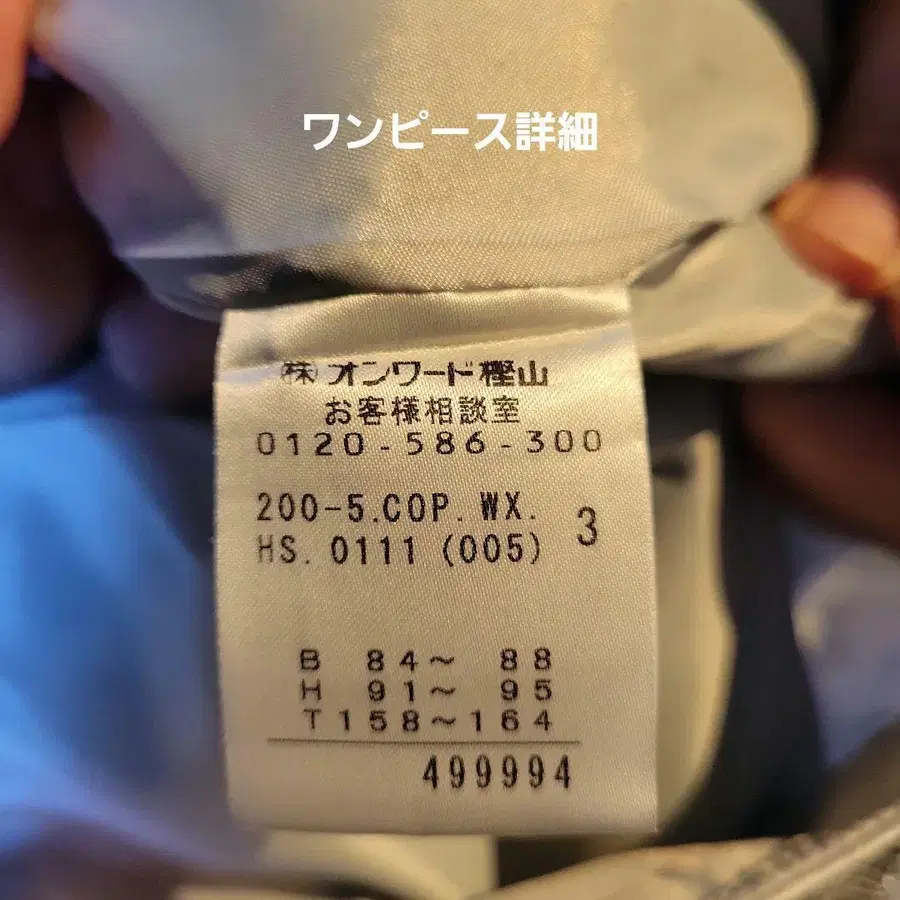 ワンピース詳細
㈱オンワード樫山
お客様相談室
0120-586-300
200-5.COP.WX.
HS.0111(005) 3
B 84～ 88
H 91～ 95
T158～164
499994